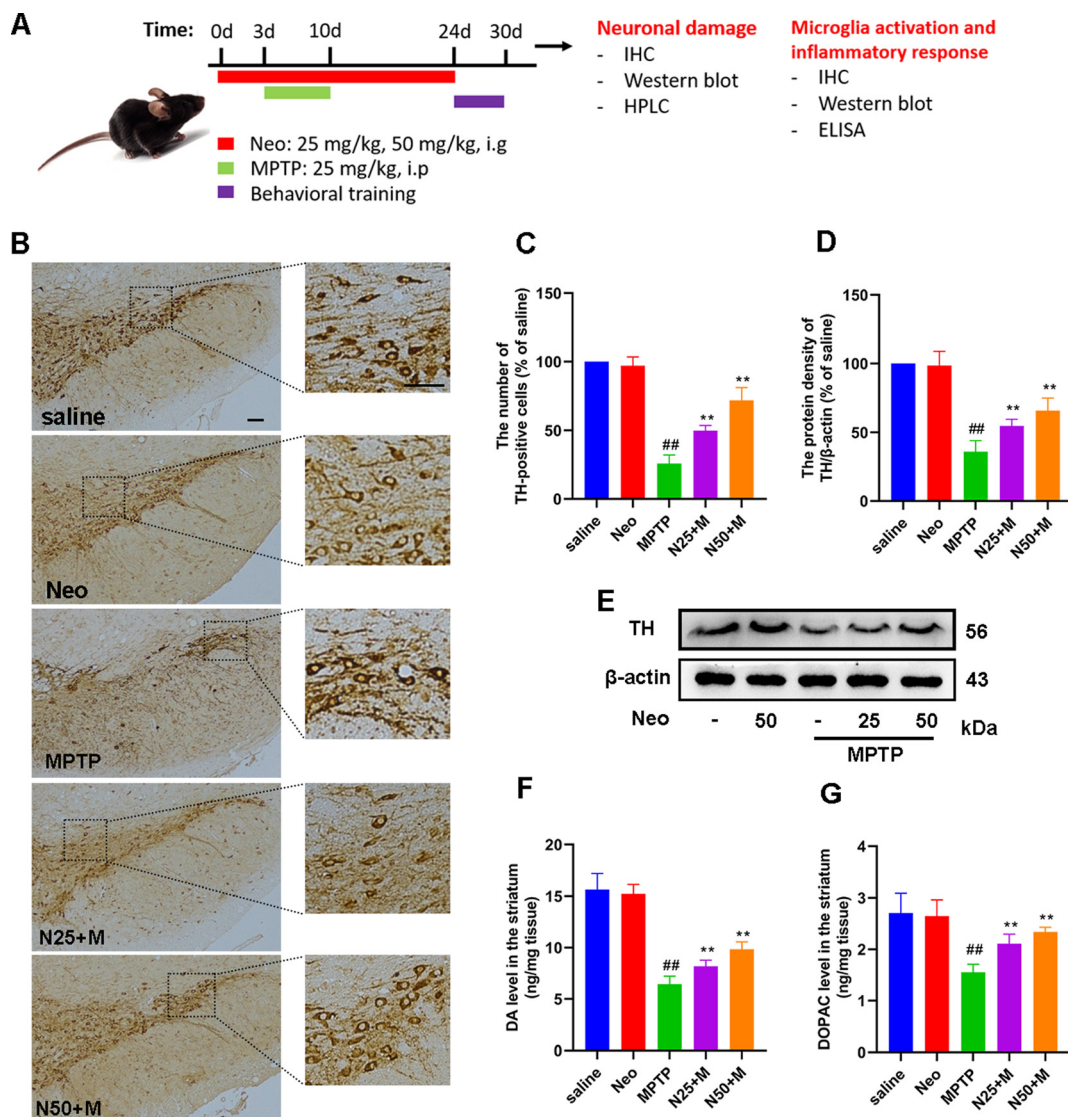 A
Time: 0d 3d 10d 24d 30d
Neo: 25 mg/kg, 50 mg/kg, i.g
MPTP: 25 mg/kg, i.p
Behavioral training
Neuronal damage
- IHC
- Western blot
- HPLC
Microglia activation and
inflammatory response
- IHC
- Western blot
- ELISA
B
saline
Neo
MPTP
N25+M
N50+M
C
The number of
TH-positive cells (% of saline)
150
100
50
0
##
**
**
saline
Neo
MPTP
N25+M
N50+M
D
The protein density of
TH/β-actin (% of saline)
150
100
50
0
##
**
**
saline
Neo
MPTP
N25+M
N50+M
E
TH 56
β-actin 43
Neo - 50 - 25 50 kDa
MPTP
F
DA level in the striatum
(ng/mg tissue)
20
15
10
5
0
##
**
**
saline
Neo
MPTP
N25+M
N50+M
G
DOPAC level in the striatum
(ng/mg tissue)
4
3
2
1
0
##
**
**
saline
Neo
MPTP
N25+M
N50+M